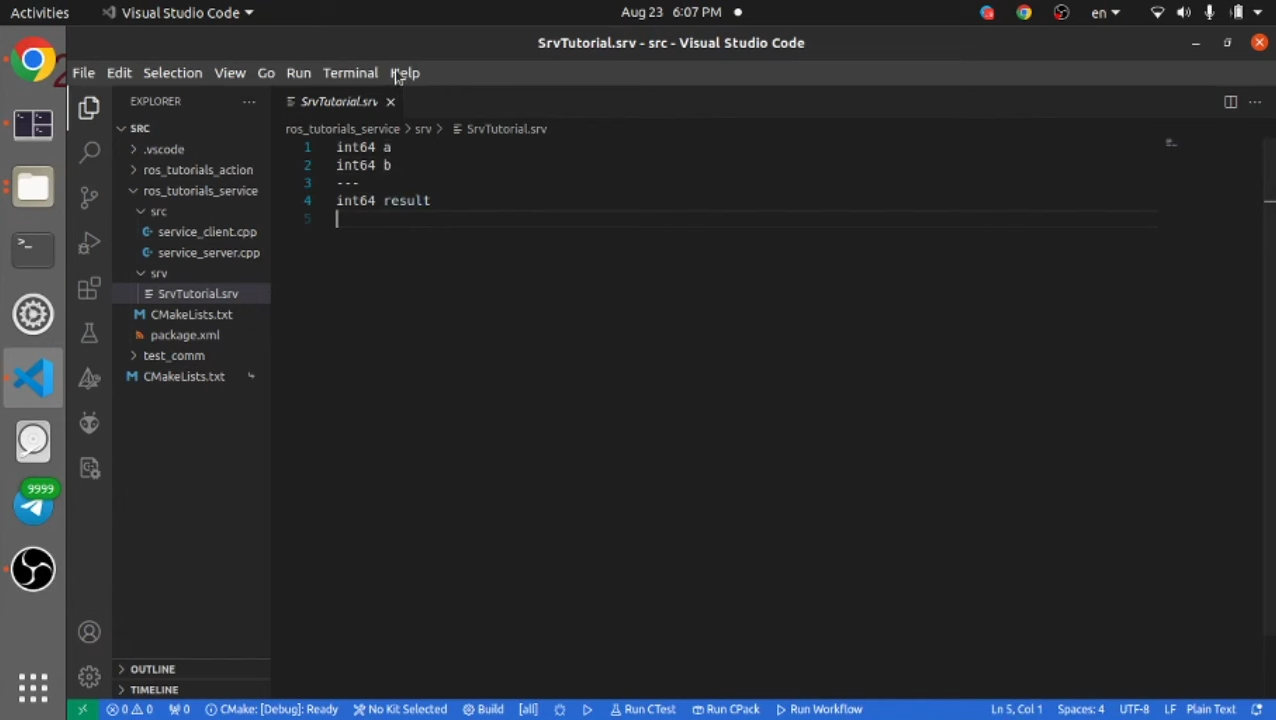 Activities
Visual Studio Code
Aug 23 6:07 PM
en
SrvTutorial.srv - src - Visual Studio Code
File Edit Selection View Go Run Terminal Help
EXPLORER
SRC
.vscode
ros_tutorials_action
ros_tutorials_service
src
service_client.cpp
service_server.cpp
srv
SrvTutorial.srv
CMakeLists.txt
package.xml
test_comm
CMakeLists.txt
OUTLINE
TIMELINE
SrvTutorial.srv
ros_tutorials_service > srv > SrvTutorial.srv
1 int64 a
2 int64 b
3 ---
4 int64 result
5
9999
0 0 0 CMake: [Debug]: Ready No Kit Selected Build [all] Run CTest Run CPack Run Workflow Ln 5, Col 1 Spaces: 4 UTF-8 LF Plain Text